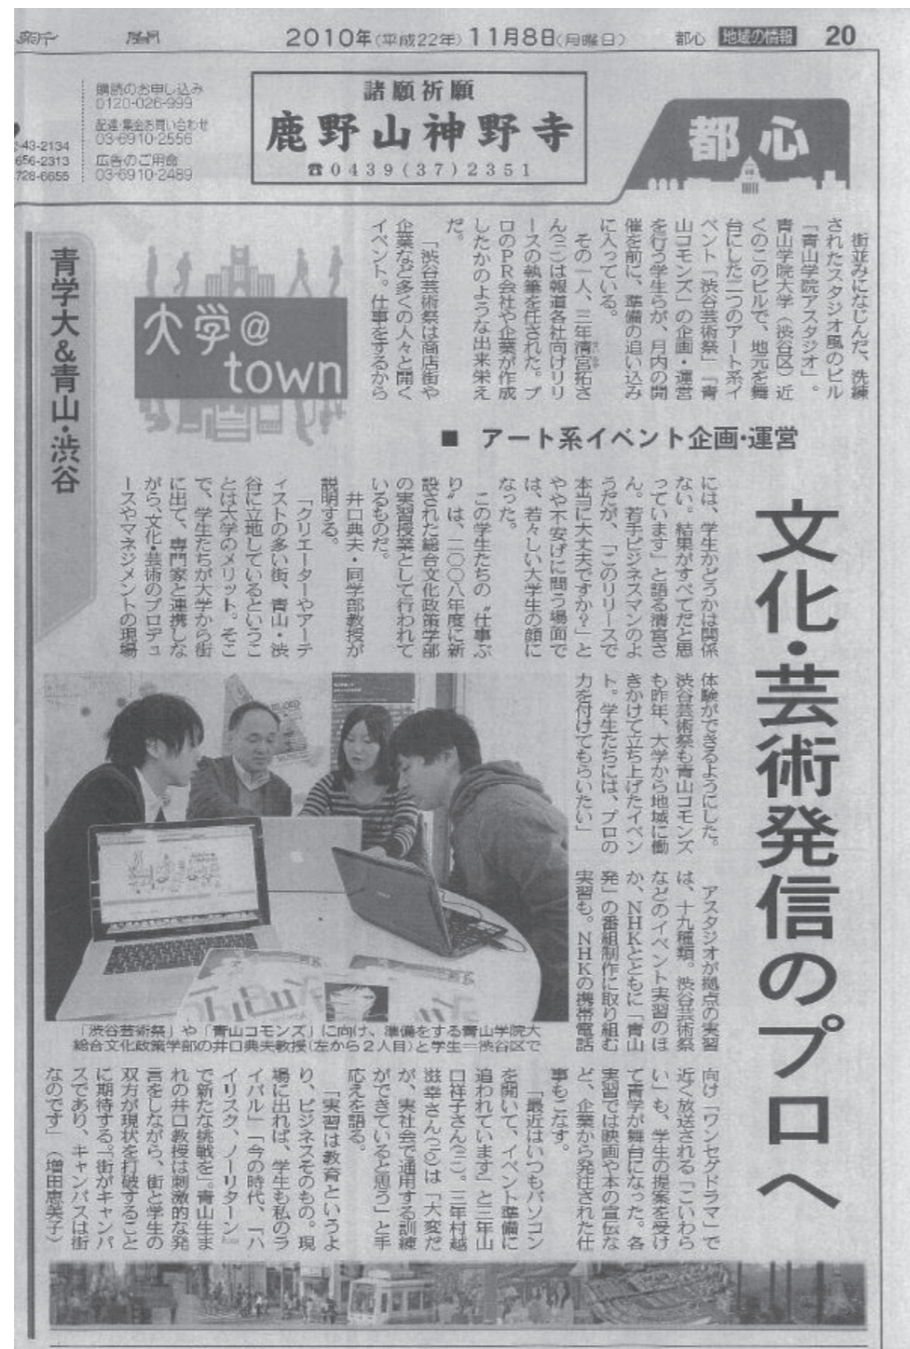 新 聞 2010年(平成22年)11月8日(月曜日) 都心 地域の情報 20
購読のお申し込み
0120-026-999
配達・集金お問い合わせ
03-6910-2556
広告のご用命
03-6910-2489
-43-2134
656-2313
728-6655
諸願祈願
鹿野山神野寺
☎0439(37)2351
都心
青学大&青山・渋谷
大学@
town
■ アート系イベント企画・運営
文化・芸術発信のプロへ
街並みになじんだ、洗練
されたスタジオ風のビル
「青山学院アスタジオ」。
青山学院大学(渋谷区)近
くのこのビルで、地元を舞
台にした二つのアート系イ
ベント「渋谷芸術祭」「青
山コモンズ」の企画・運営
を行う学生らが、月内の開
催を前に、準備の追い込み
に入っている。
その一人、三年清宮拓さ
ん(二)は報道各社向けリリ
ースの執筆を任された。プ
ロのPR会社や企業が作成
したかのような出来栄え
だ。
「渋谷芸術祭は商店街や
企業など多くの人々と開く
イベント。仕事をするから
には、学生かどうかは関係
ない。結果がすべてだと思
っています」と語る清宮さ
ん。若手ビジネスマンのよ
うだが、「このリリースで
本当に大丈夫ですか?」と
やや不安げに問う場面で
は、若々しい大学生の顔に
なった。
この学生たちの〝仕事ぶ
り〟は、二〇〇八年度に新
設された総合文化政策学部
の実習授業として行われて
いるものだ。
井口典夫・同学部教授が
説明する。
「クリエーターやアーテ
ィストの多い街、青山・渋
谷に立地しているというこ
とは大学のメリット。そこ
で、学生たちが大学から街
に出て、専門家と連携しな
がら、文化・芸術のプロデュ
ースやマネジメントの現場
体験ができるようにした。
渋谷芸術祭も青山コモンズ
も昨年、大学から地域に働
きかけて立ち上げたイベン
ト。学生たちには、プロの
力を付けてもらいたい」
アスタジオが拠点の実習
は、十九種類。渋谷芸術祭
などのイベント実習のほ
か、NHKとともに「青山
発」の番組制作に取り組む
実習も。NHKの携帯電話
向け「ワンセグドラマ」で
近く放送される「こいわら
い」も、学生の提案を受け
て青学が舞台になった。各
実習では映画や本の宣伝な
ど、企業から発注された仕
事もこなす。
「最近はいつもパソコン
を開いて、イベント準備に
追われています」と三年山
口祥子さん(二)。三年村越
滋幸さん(二)は「大変だ
が、実社会で通用する訓練
ができていると思う」と手
応えを語る。
「実習は教育というよ
り、ビジネスそのもの。現
場に出れば、学生も私のラ
イバル」「今の時代、『ハ
イリスク、ノーリターン』
で新たな挑戦を」。青山生ま
れの井口教授は刺激的な発
言をしながら、街と学生の
双方が現状を打破すること
に期待する。「街がキャンパ
スであり、キャンパスは街
なのです」 (増田恵美子)
「渋谷芸術祭」や「青山コモンズ」に向け、準備をする青山学院大
総合文化政策学部の井口典夫教授(左から2人目)と学生=渋谷区で